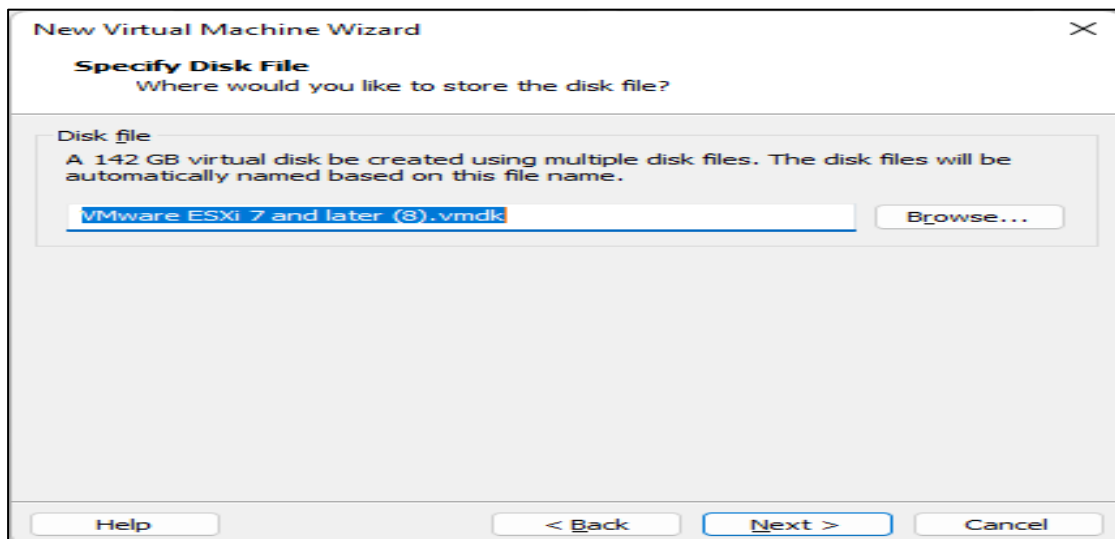 New Virtual Machine Wizard
Specify Disk File
Where would you like to store the disk file?
Disk file
A 142 GB virtual disk be created using multiple disk files. The disk files will be
automatically named based on this file name.
VMware ESXi 7 and later (8).vmdk
Browse...
Help
< Back
Next >
Cancel